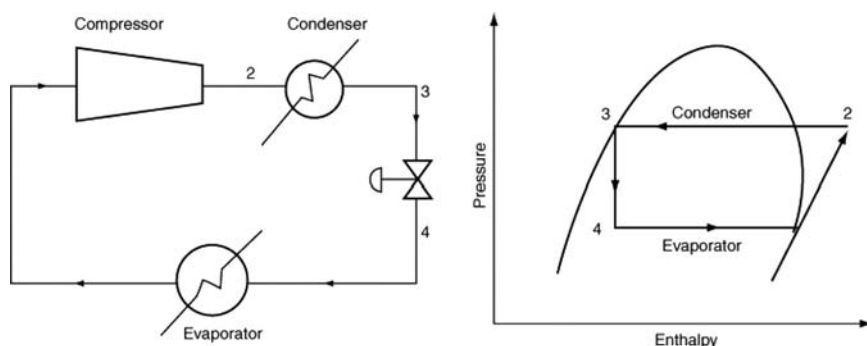 Compressor
Condenser
2
3
4
Evaporator
Pressure
3
Condenser
2
4
Evaporator
Enthalpy